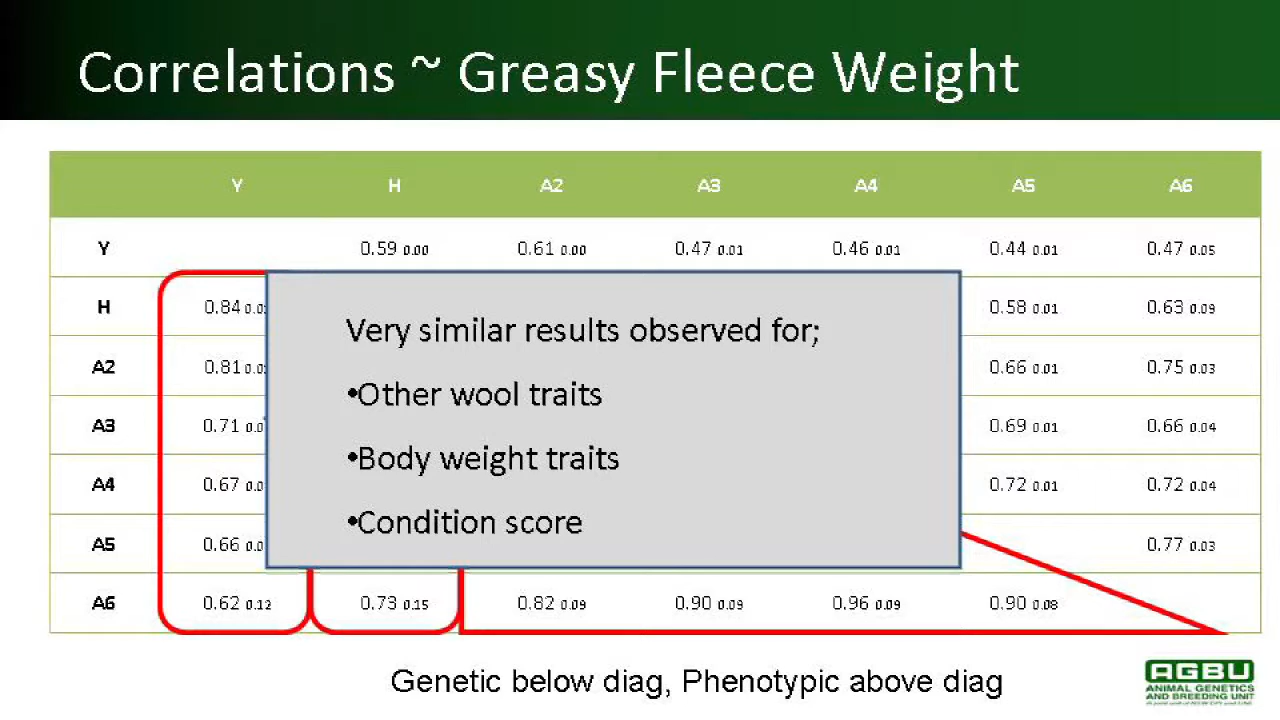 Correlations ~ Greasy Fleece Weight
Y H A2 A3 A4 A5 A6
Y 0.59 0.00 0.61 0.00 0.47 0.01 0.46 0.01 0.44 0.01 0.47 0.05
H 0.84 0.58 0.01 0.63 0.09
A2 0.81 0.66 0.01 0.75 0.03
A3 0.71 0.69 0.01 0.66 0.04
A4 0.67 0.72 0.01 0.72 0.04
A5 0.66 0.77 0.03
A6 0.62 0.12 0.73 0.15 0.82 0.09 0.90 0.09 0.96 0.09 0.90 0.08
Very similar results observed for;
•Other wool traits
•Body weight traits
•Condition score
Genetic below diag, Phenotypic above diag
AGBU
ANIMAL GENETICS
AND BREEDING UNIT